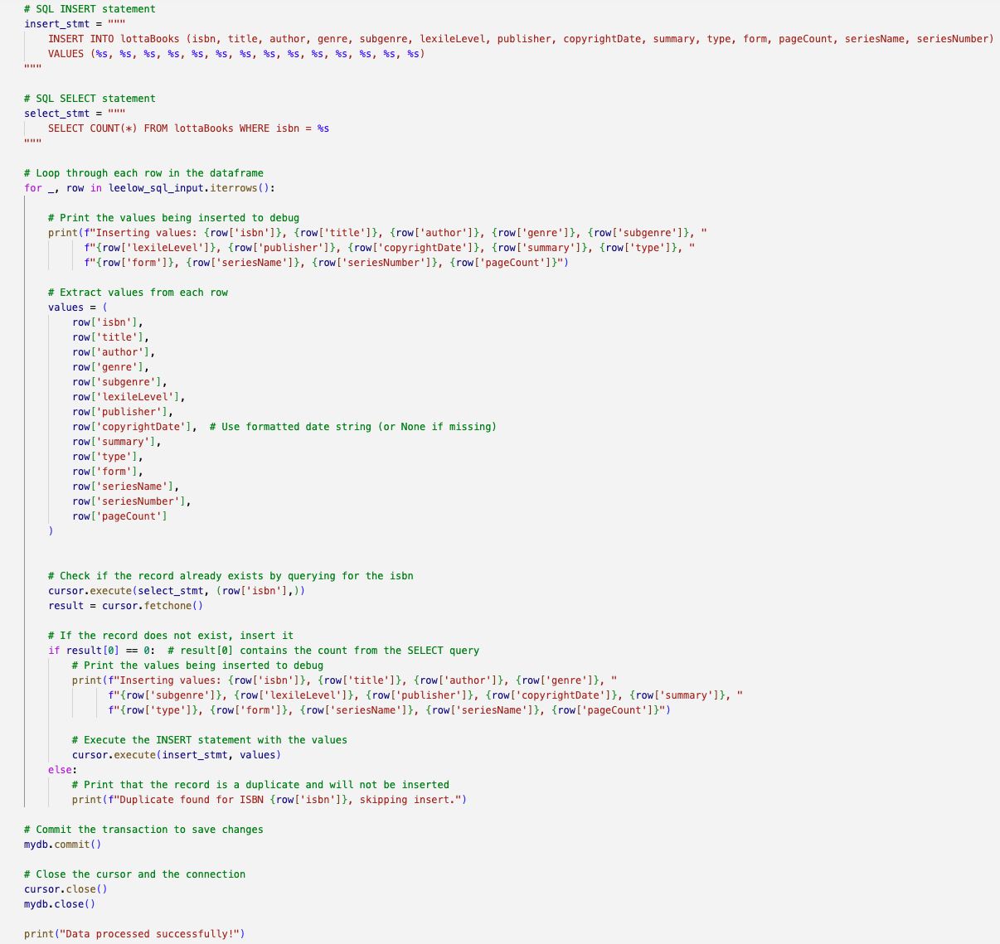 # SQL INSERT statement
insert_stmt = """
    INSERT INTO lottaBooks (isbn, title, author, genre, subgenre, lexileLevel, publisher, copyrightDate, summary, type, form, pageCount, seriesName, seriesNumber)
    VALUES (%s, %s, %s, %s, %s, %s, %s, %s, %s, %s, %s, %s, %s, %s)
"""

# SQL SELECT statement
select_stmt = """
    SELECT COUNT(*) FROM lottaBooks WHERE isbn = %s
"""

# Loop through each row in the dataframe
for _, row in leelow_sql_input.iterrows():

    # Print the values being inserted to debug
    print(f"Inserting values: {row['isbn']}, {row['title']}, {row['author']}, {row['genre']}, {row['subgenre']}, "
          f"{row['lexileLevel']}, {row['publisher']}, {row['copyrightDate']}, {row['summary']}, {row['type']}, "
          f"{row['form']}, {row['seriesName']}, {row['seriesNumber']}, {row['pageCount']}")

    # Extract values from each row
    values = (
        row['isbn'],
        row['title'],
        row['author'],
        row['genre'],
        row['subgenre'],
        row['lexileLevel'],
        row['publisher'],
        row['copyrightDate'],  # Use formatted date string (or None if missing)
        row['summary'],
        row['type'],
        row['form'],
        row['seriesName'],
        row['seriesNumber'],
        row['pageCount']
    )


    # Check if the record already exists by querying for the isbn
    cursor.execute(select_stmt, (row['isbn'],))
    result = cursor.fetchone()

    # If the record does not exist, insert it
    if result[0] == 0:  # result[0] contains the count from the SELECT query
        # Print the values being inserted to debug
        print(f"Inserting values: {row['isbn']}, {row['title']}, {row['author']}, {row['genre']}, "
              f"{row['subgenre']}, {row['lexileLevel']}, {row['publisher']}, {row['copyrightDate']}, {row['summary']}, "
              f"{row['type']}, {row['form']}, {row['seriesName']}, {row['seriesName']}, {row['pageCount']}")

        # Execute the INSERT statement with the values
        cursor.execute(insert_stmt, values)
    else:
        # Print that the record is a duplicate and will not be inserted
        print(f"Duplicate found for ISBN {row['isbn']}, skipping insert.")

# Commit the transaction to save changes
mydb.commit()

# Close the cursor and the connection
cursor.close()
mydb.close()

print("Data processed successfully!")